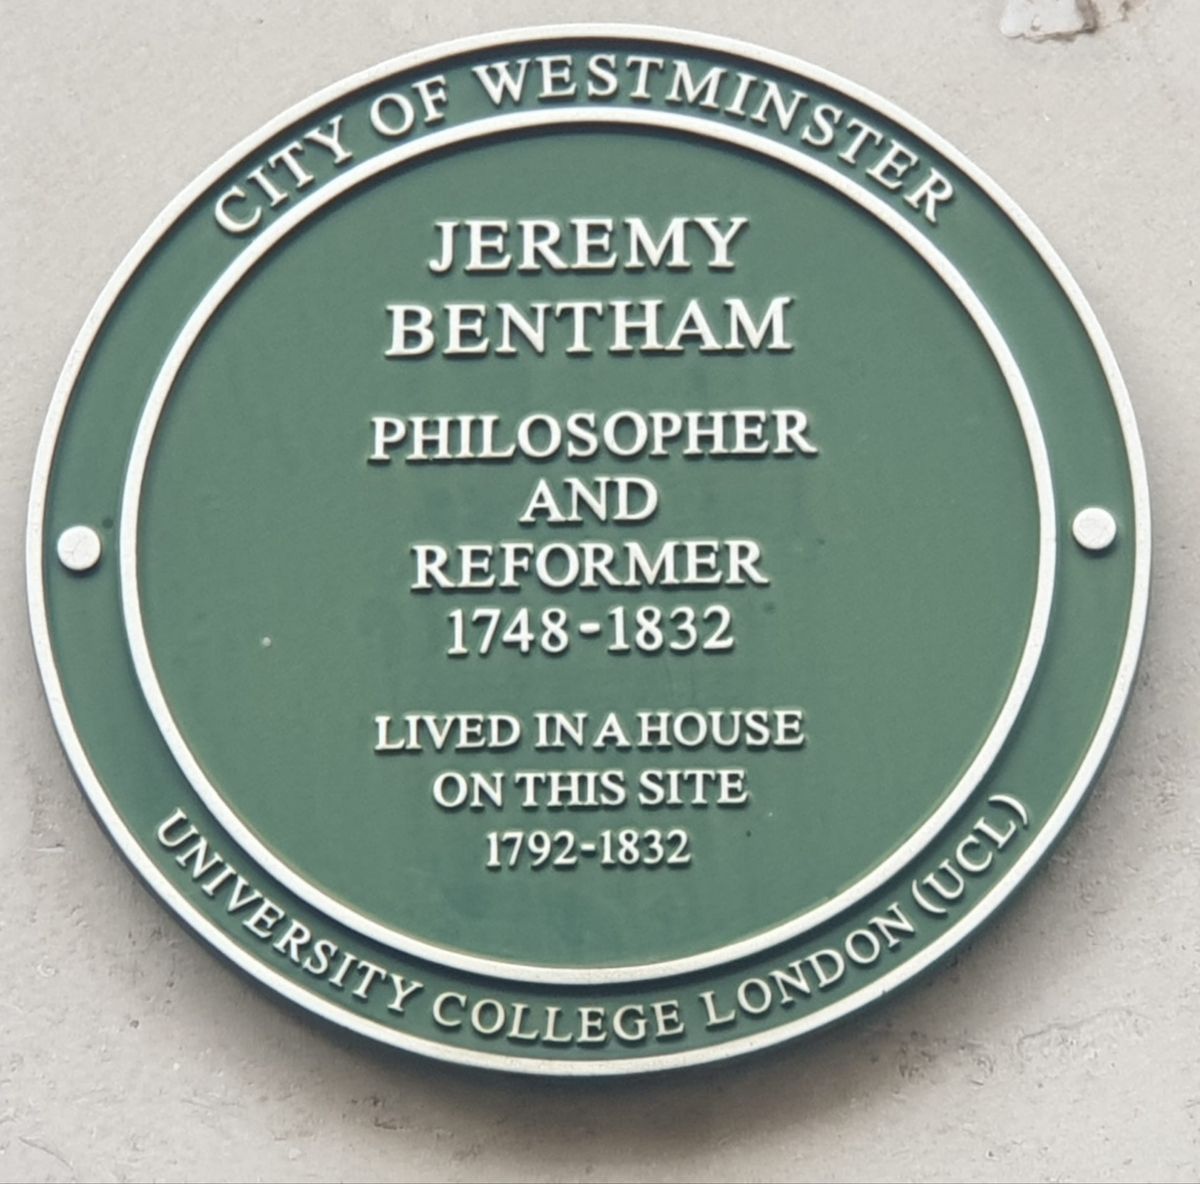 CITY OF WESTMINSTER
JEREMY
BENTHAM
PHILOSOPHER
AND
REFORMER
1748-1832
LIVED IN A HOUSE
ON THIS SITE
1792-1832
UNIVERSITY COLLEGE LONDON (UCL)